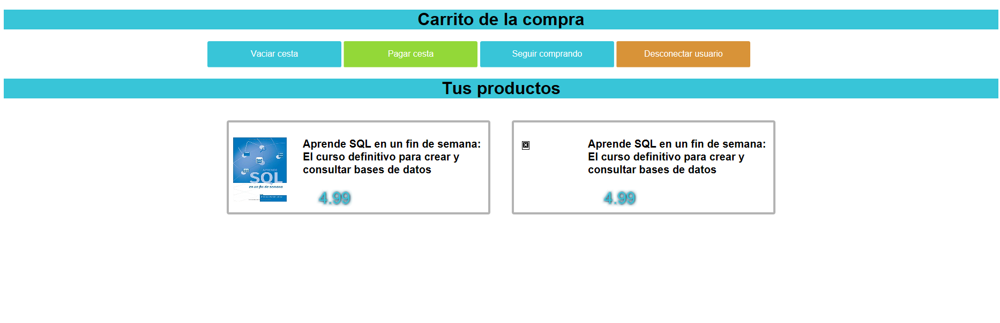 Carrito de la compra
Vaciar cesta
Pagar cesta
Seguir comprando
Desconectar usuario
Tus productos
APRENDE
SQL
en un fin de semana
Aprende SQL en un fin de semana:
El curso definitivo para crear y
consultar bases de datos
4.99
Aprende SQL en un fin de semana:
El curso definitivo para crear y
consultar bases de datos
4.99